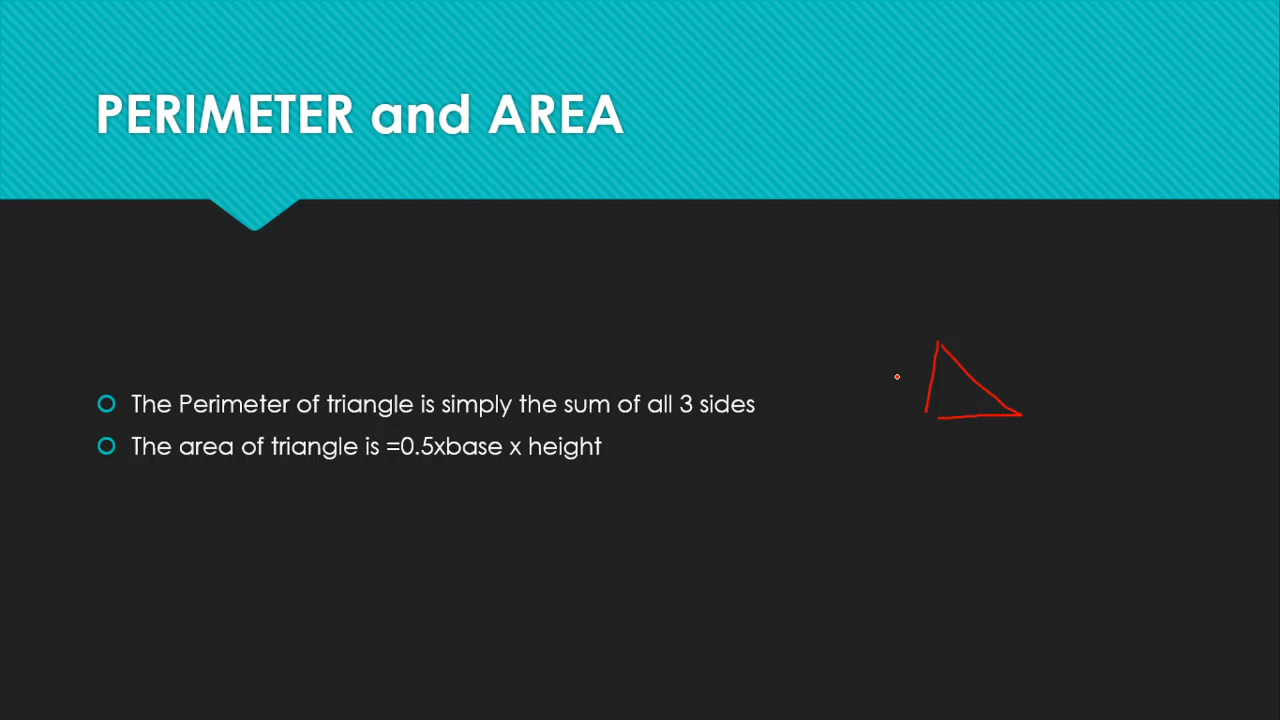 PERIMETER and AREA
The Perimeter of triangle is simply the sum of all 3 sides
The area of triangle is =0.5xbase x height